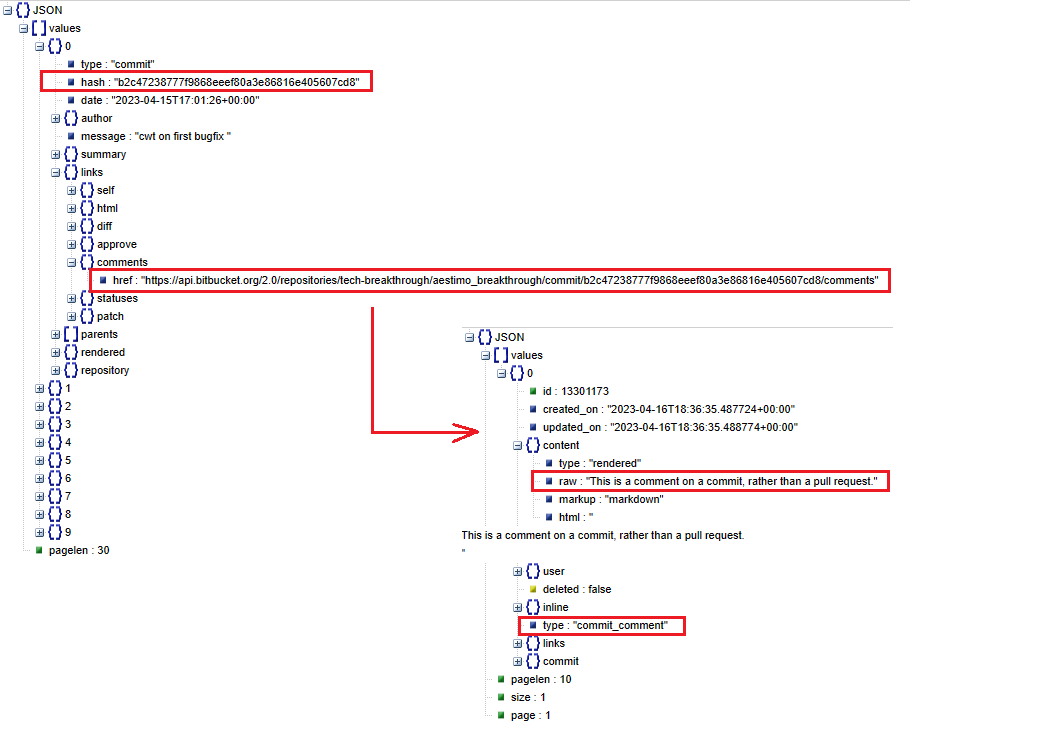 JSON
values
0
type : "commit"
hash : "b2c47238777f9868eeef80a3e86816e405607cd8"
date : "2023-04-15T17:01:26+00:00"
author
message : "cwt on first bugfix "
summary
links
self
html
diff
approve
comments
href : "https://api.bitbucket.org/2.0/repositories/tech-breakthrough/aestimo_breakthrough/commit/b2c47238777f9868eeef80a3e86816e405607cd8/comments"
statuses
patch
parents
rendered
repository
1
2
3
4
5
6
7
8
9
pagelen : 30
JSON
values
0
id : 13301173
created_on : "2023-04-16T18:36:35.487724+00:00"
updated_on : "2023-04-16T18:36:35.488774+00:00"
content
type : "rendered"
raw : "This is a comment on a commit, rather than a pull request."
markup : "markdown"
html : "
This is a comment on a commit, rather than a pull request.
"
user
deleted : false
inline
type : "commit_comment"
links
commit
pagelen : 10
size : 1
page : 1